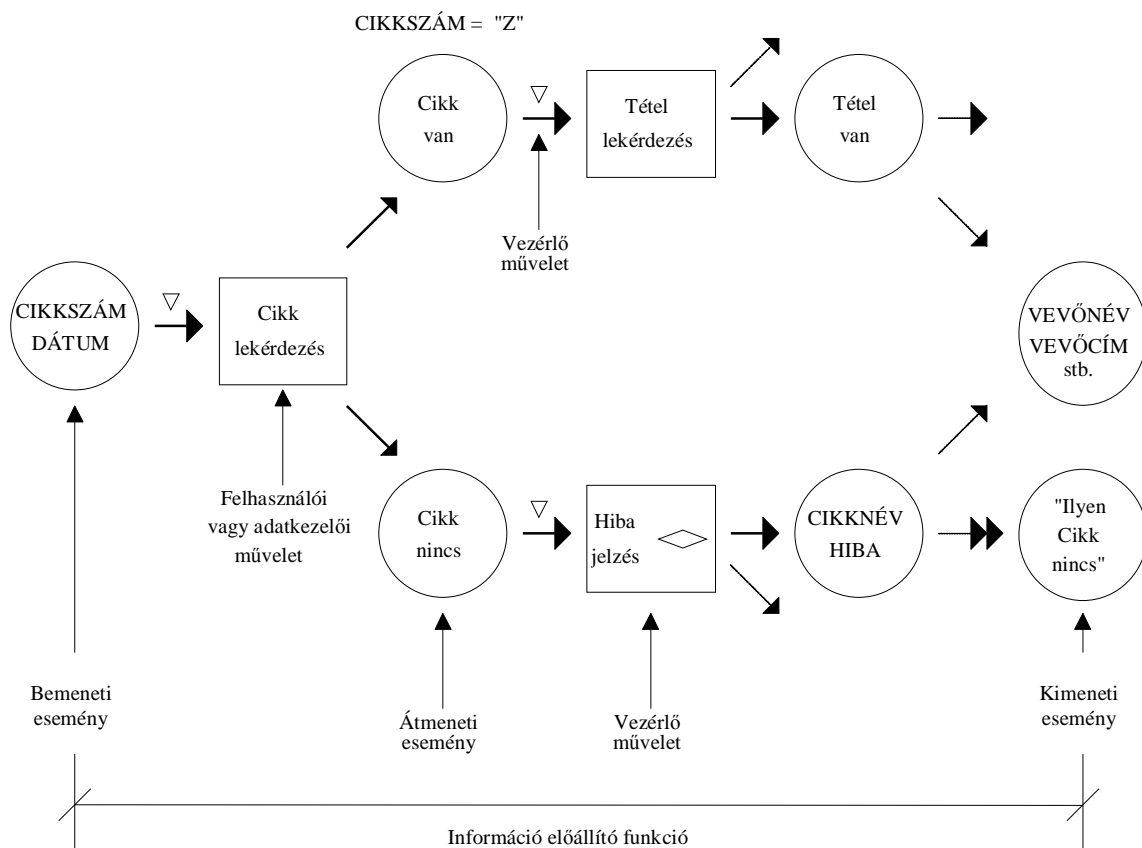 CIKKSZÁM = "Z"
Cikk
van
Tétel
lekérdezés
Tétel
van
Vezérlő
művelet
CIKKSZÁM
DÁTUM
Cikk
lekérdezés
VEVŐNÉV
VEVŐCÍM
stb.
Felhasználói
vagy adatkezelői
művelet
Cikk
nincs
Hiba
jelzés
CIKKNÉV
HIBA
"Ilyen
Cikk
nincs"
Bemeneti
esemény
Átmeneti
esemény
Vezérlő
művelet
Kimeneti
esemény
Információ előállító funkció